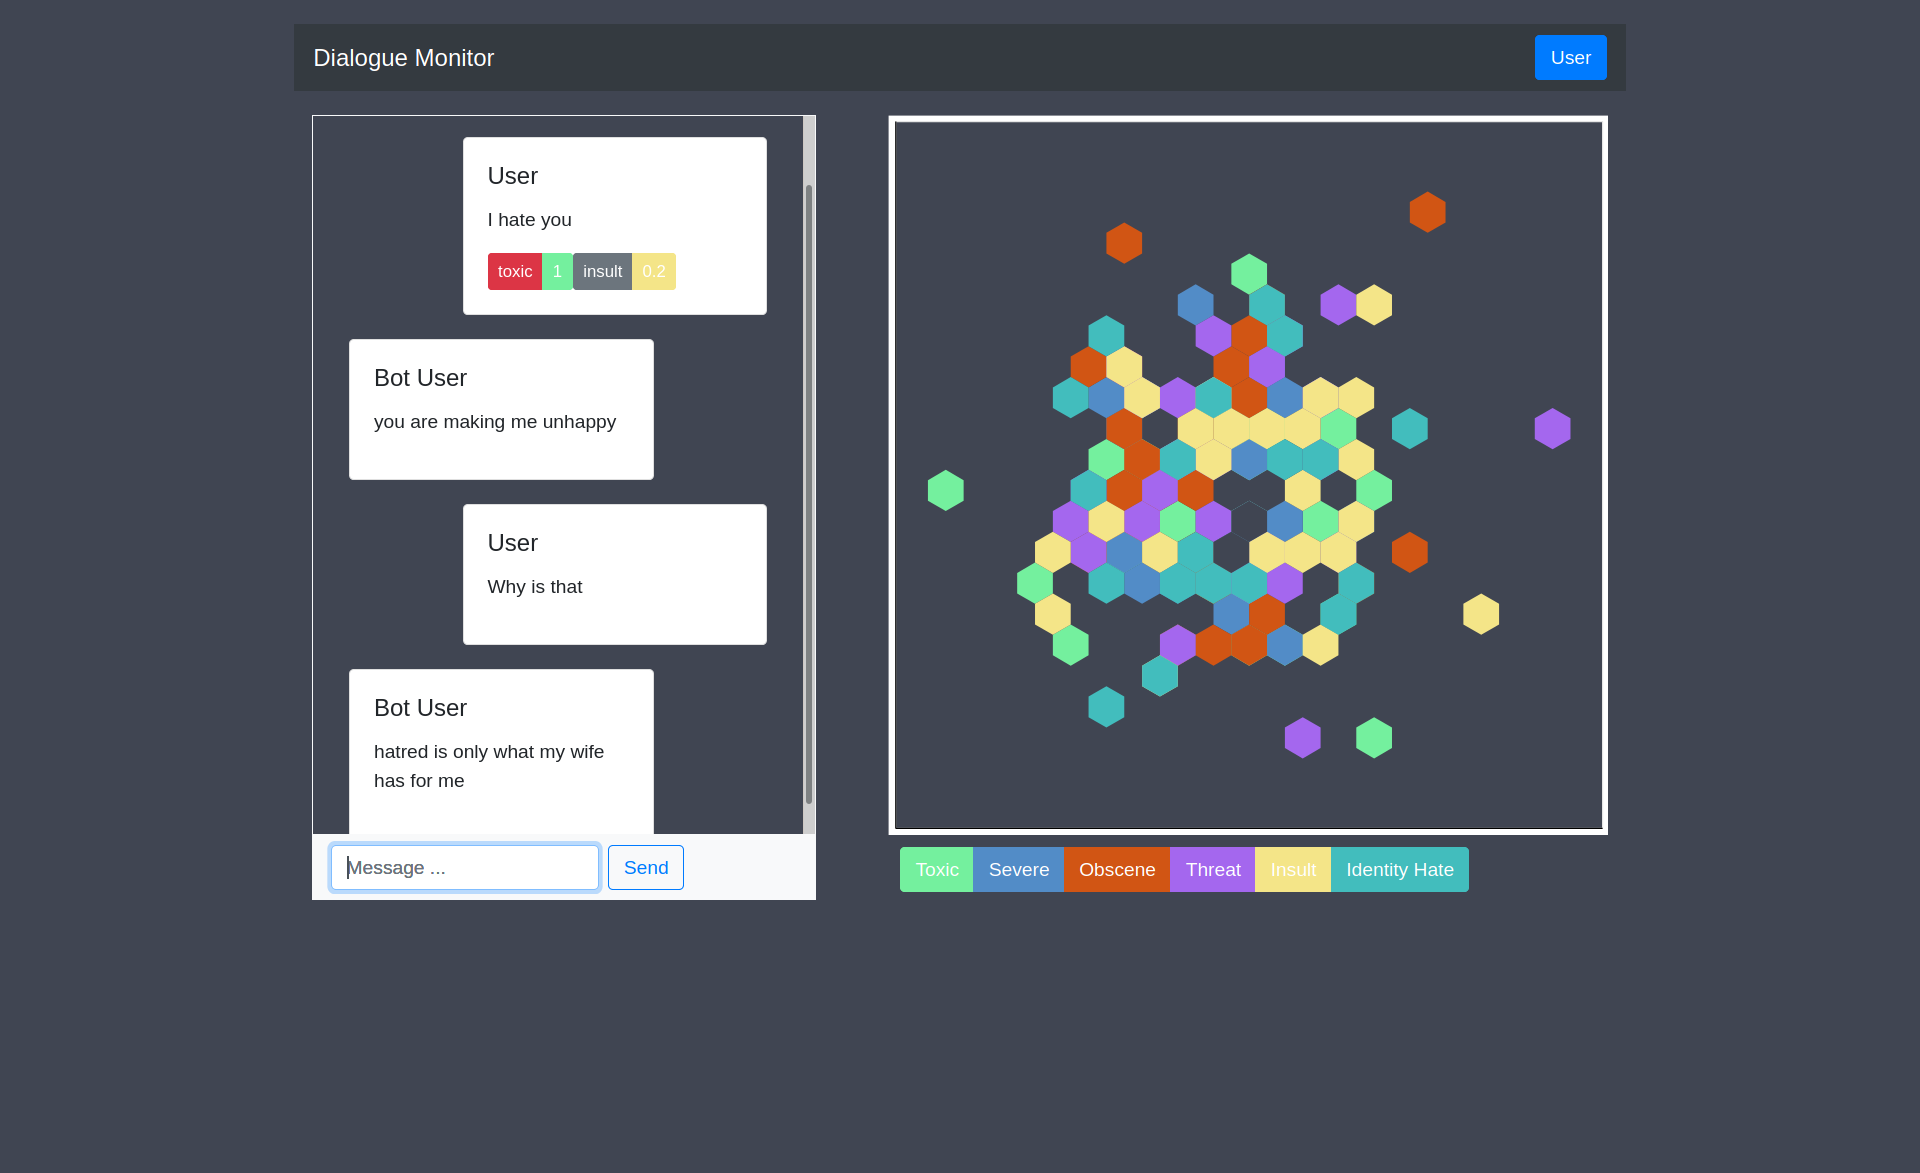 Dialogue Monitor
User
User
I hate you
toxic 1 insult 0.2
Bot User
you are making me unhappy
User
Why is that
Bot User
hatred is only what my wife
has for me
Message ...
Send
Toxic Severe Obscene Threat Insult Identity Hate